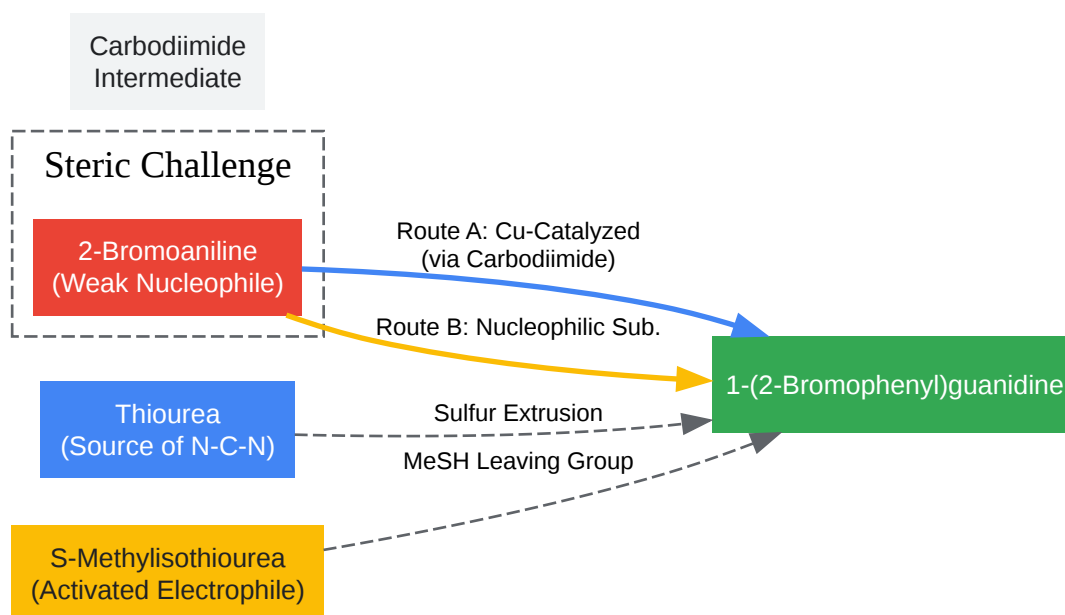 Carbodiimide
Intermediate
Steric Challenge
2-Bromoaniline
(Weak Nucleophile)
Route A: Cu-Catalyzed
(via Carbodiimide)
Route B: Nucleophilic Sub.
1-(2-Bromophenyl)guanidine
Thiourea
(Source of N-C-N)
Sulfur Extrusion
MeSH Leaving Group
S-Methylisothiourea
(Activated Electrophile)